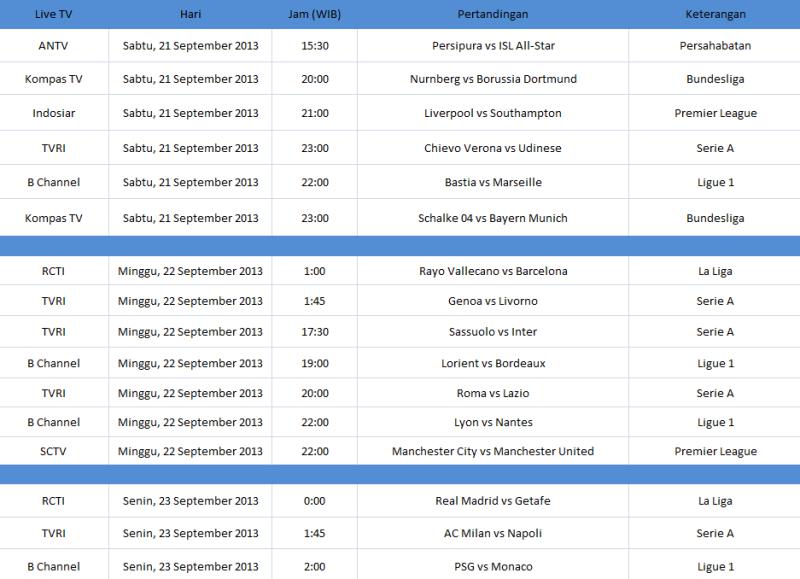 Live TV Hari Jam (WIB) Pertandingan Keterangan
ANTV Sabtu, 21 September 2013 15:30 Persipura vs ISL All-Star Persahabatan
Kompas TV Sabtu, 21 September 2013 20:00 Nurnberg vs Borussia Dortmund Bundesliga
Indosiar Sabtu, 21 September 2013 21:00 Liverpool vs Southampton Premier League
TVRI Sabtu, 21 September 2013 23:00 Chievo Verona vs Udinese Serie A
B Channel Sabtu, 21 September 2013 22:00 Bastia vs Marseille Ligue 1
Kompas TV Sabtu, 21 September 2013 23:00 Schalke 04 vs Bayern Munich Bundesliga
RCTI Minggu, 22 September 2013 1:00 Rayo Vallecano vs Barcelona La Liga
TVRI Minggu, 22 September 2013 1:45 Genoa vs Livorno Serie A
TVRI Minggu, 22 September 2013 17:30 Sassuolo vs Inter Serie A
B Channel Minggu, 22 September 2013 19:00 Lorient vs Bordeaux Ligue 1
TVRI Minggu, 22 September 2013 20:00 Roma vs Lazio Serie A
B Channel Minggu, 22 September 2013 22:00 Lyon vs Nantes Ligue 1
SCTV Minggu, 22 September 2013 22:00 Manchester City vs Manchester United Premier League
RCTI Senin, 23 September 2013 0:00 Real Madrid vs Getafe La Liga
TVRI Senin, 23 September 2013 1:45 AC Milan vs Napoli Serie A
B Channel Senin, 23 September 2013 2:00 PSG vs Monaco Ligue 1